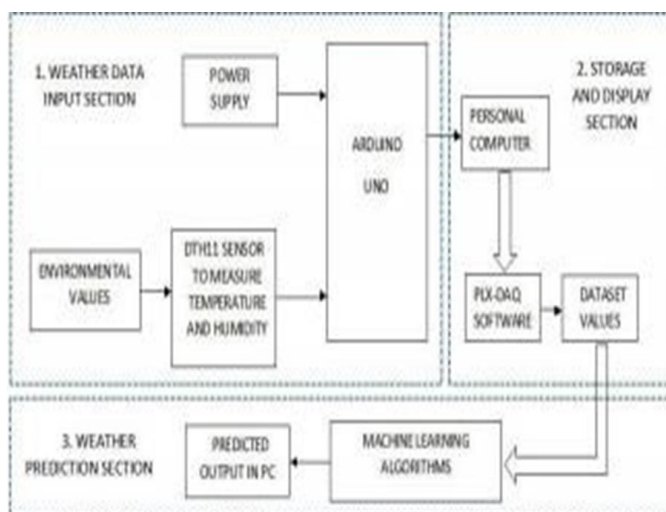 1. WEATHER DATA
INPUT SECTION
POWER
SUPPLY
ARDUINO
UNO
ENVIRONMENTAL
VALUES
DTH11 SENSOR
TO MEASURE
TEMPERATURE
AND HUMIDITY
2. STORAGE
AND DISPLAY
SECTION
PERSONAL
COMPUTER
PLX-DAQ
SOFTWARE
DATASET
VALUES
3. WEATHER
PREDICTION SECTION
PREDICTED
OUTPUT IN PC
MACHINE LEARNING
ALGORITHMS